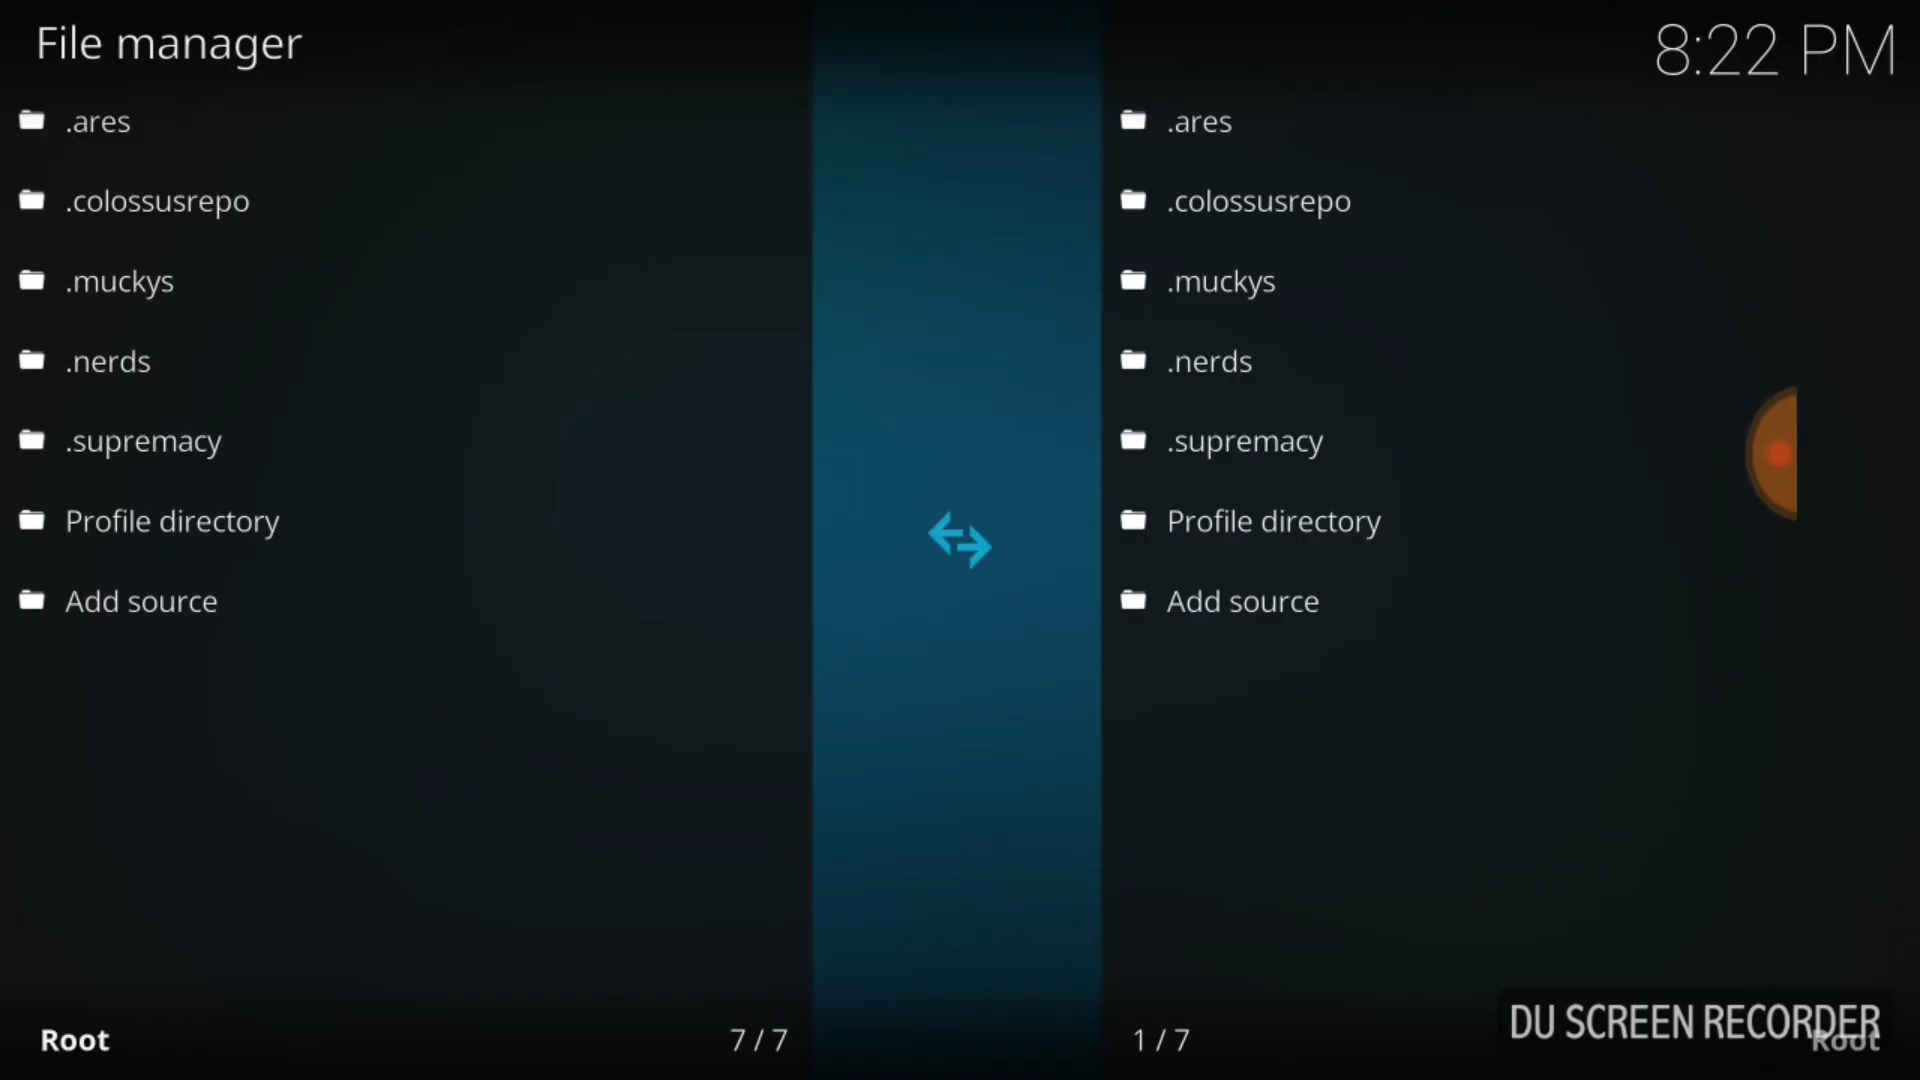 File manager
8:22 PM
.ares
.colossusrepo
.muckys
.nerds
.supremacy
Profile directory
Add source
.ares
.colossusrepo
.muckys
.nerds
.supremacy
Profile directory
Add source
Root
7 / 7
1 / 7
DU SCREEN RECORDER
Root